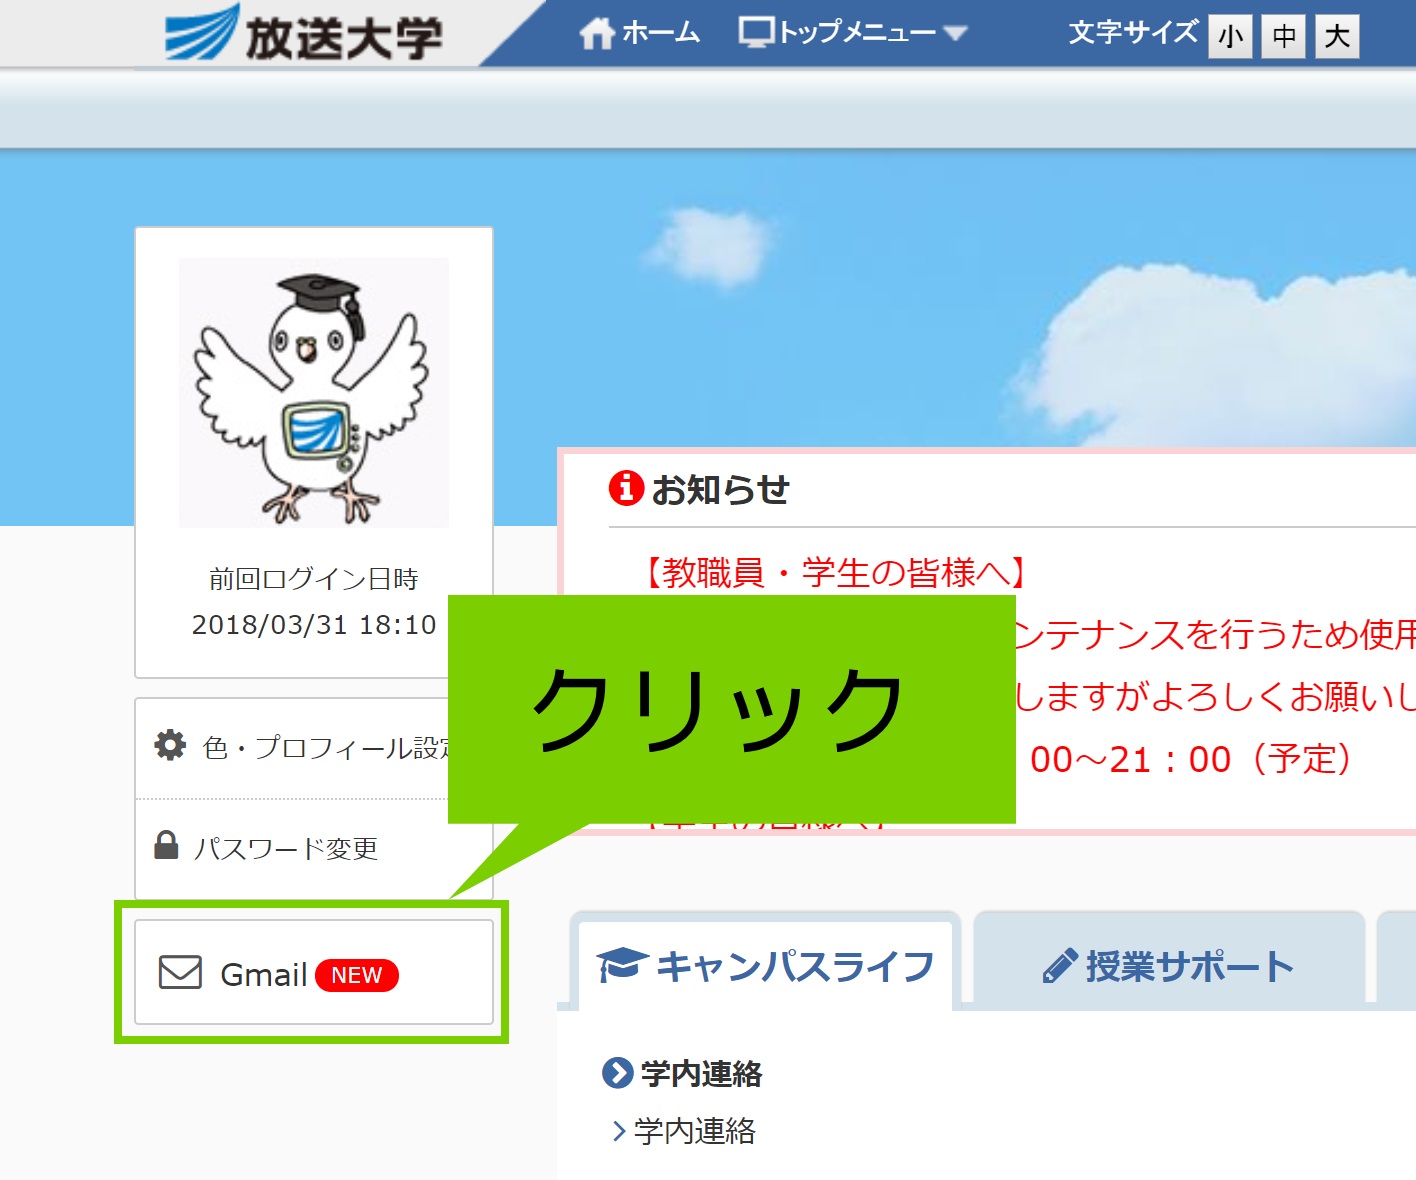 放送大学
ホーム
トップメニュー
文字サイズ 小 中 大
前回ログイン日時
2018/03/31 18:10
色・プロフィール設定
パスワード変更
Gmail NEW
クリック
お知らせ
【教職員・学生の皆様へ】
ンテナンスを行うため使用
しますがよろしくお願いし
00～21：00（予定）
キャンパスライフ
授業サポート
学内連絡
学内連絡